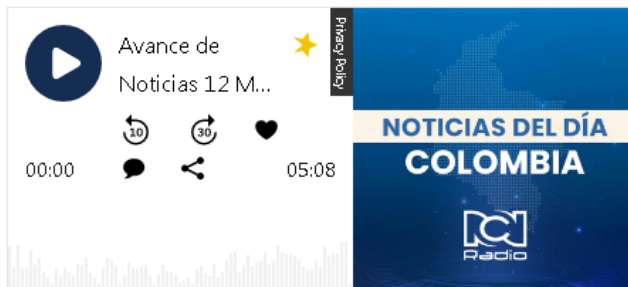 Avance de
Noticias 12 M...
10
30
00:00
05:08
Privacy Policy
NOTICIAS DEL DÍA
COLOMBIA
RCN
Radio